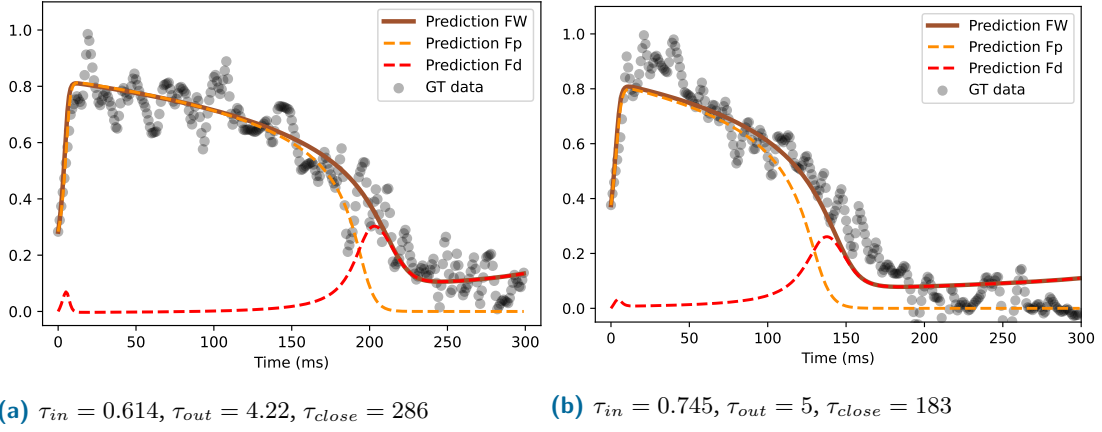 1.0
0.8
0.6
0.4
0.2
0.0
0 50 100 150 200 250 300
Time (ms)
Prediction FW
Prediction Fp
Prediction Fd
GT data
(a) τ_in = 0.614, τ_out = 4.22, τ_close = 286
1.0
0.8
0.6
0.4
0.2
0.0
0 50 100 150 200 250 300
Time (ms)
Prediction FW
Prediction Fp
Prediction Fd
GT data
(b) τ_in = 0.745, τ_out = 5, τ_close = 183